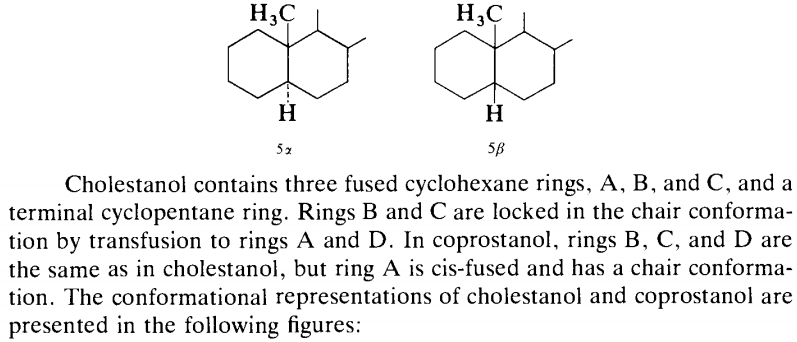 H₃C H₃C
H H
5α 5β
Cholestanol contains three fused cyclohexane rings, A, B, and C, and a
terminal cyclopentane ring. Rings B and C are locked in the chair conforma-
tion by transfusion to rings A and D. In coprostanol, rings B, C, and D are
the same as in cholestanol, but ring A is cis-fused and has a chair conforma-
tion. The conformational representations of cholestanol and coprostanol are
presented in the following figures: